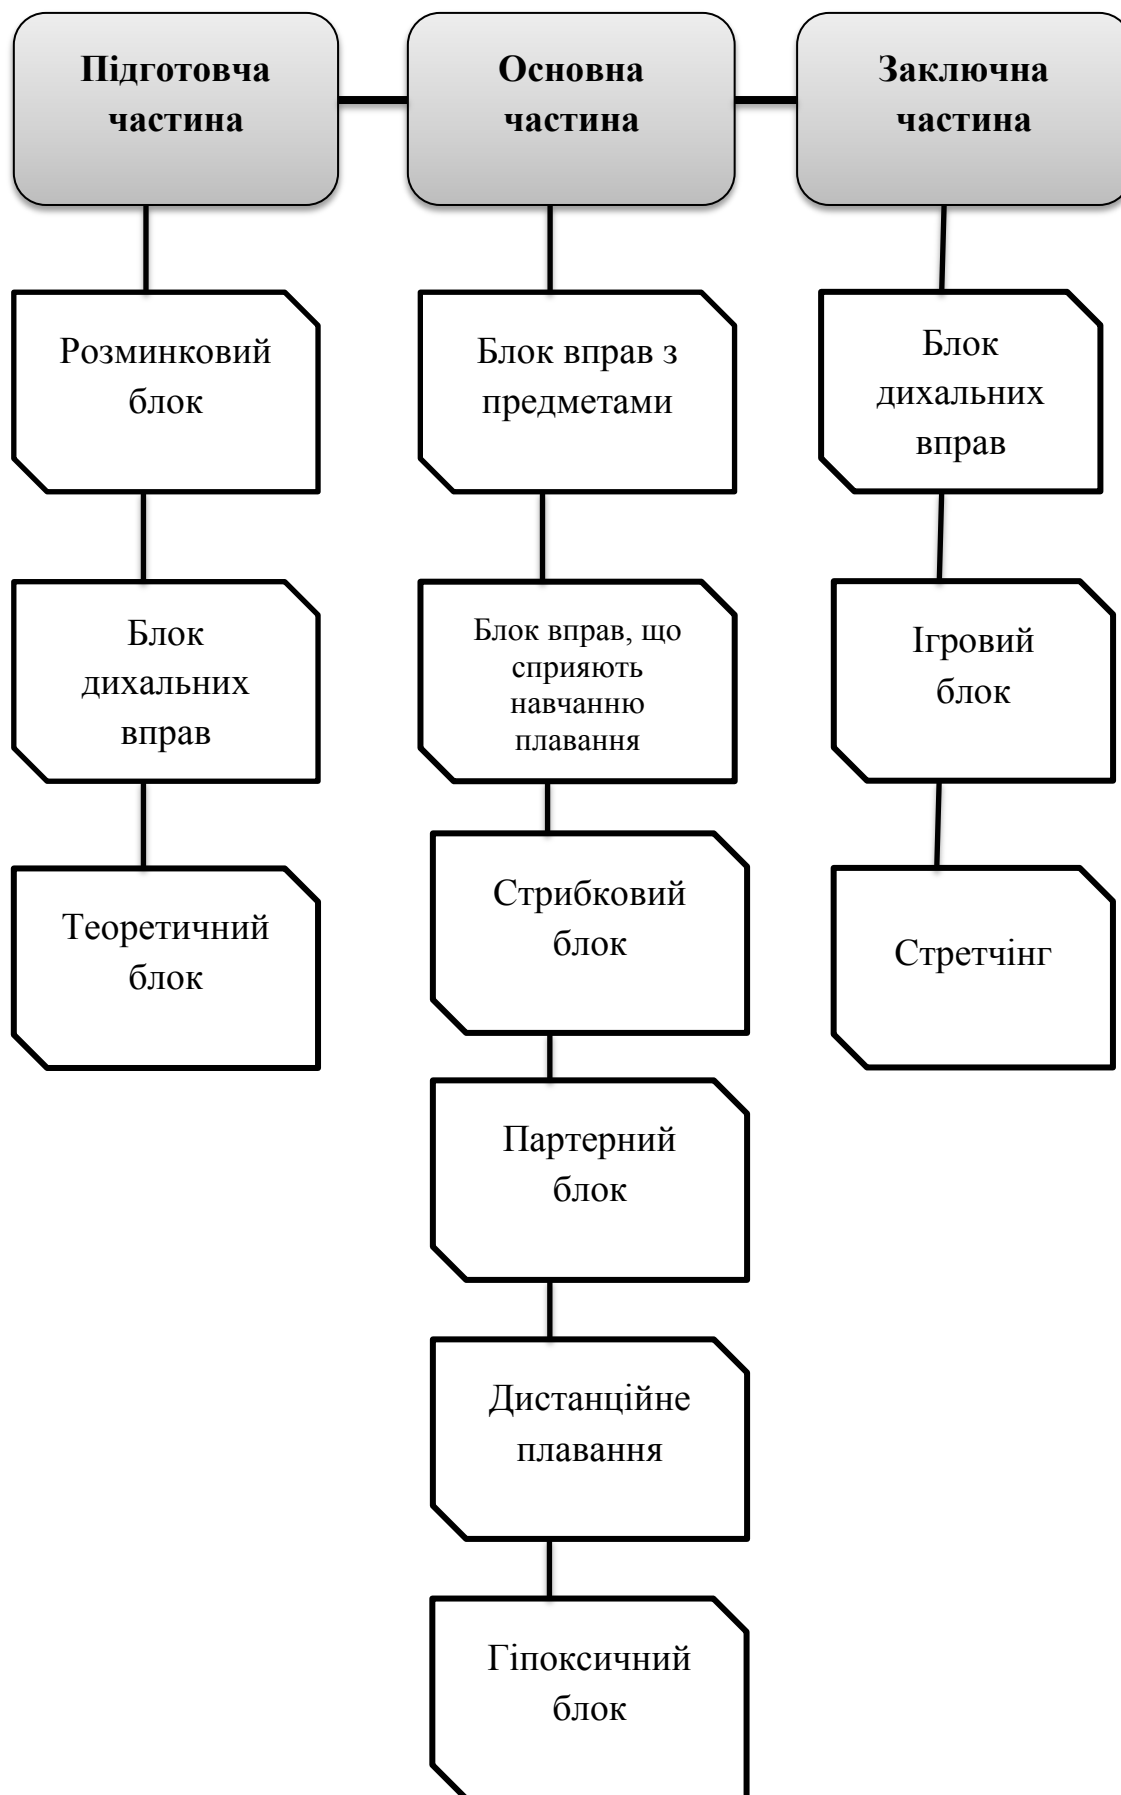 Підготовча
частина
Основна
частина
Заключна
частина
Розминковий
блок
Блок
дихальних
вправ
Теоретичний
блок
Блок вправ з
предметами
Блок вправ, що
сприяють
навчанню
плавання
Стрибковий
блок
Партерний
блок
Дистанційне
плавання
Гіпоксичний
блок
Блок
дихальних
вправ
Ігровий
блок
Стретчінг